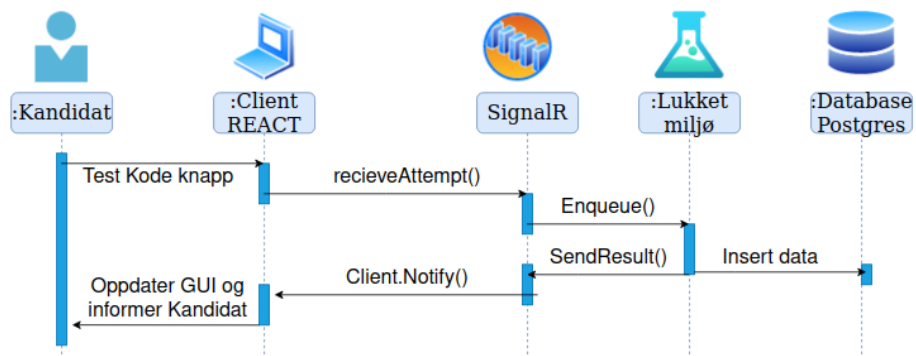 :Kandidat
:Client
REACT
SignalR
:Lukket
miljø
:Database
Postgres
Test Kode knapp
recieveAttempt()
Enqueue()
SendResult()
Insert data
Client.Notify()
Oppdater GUI og
informer Kandidat